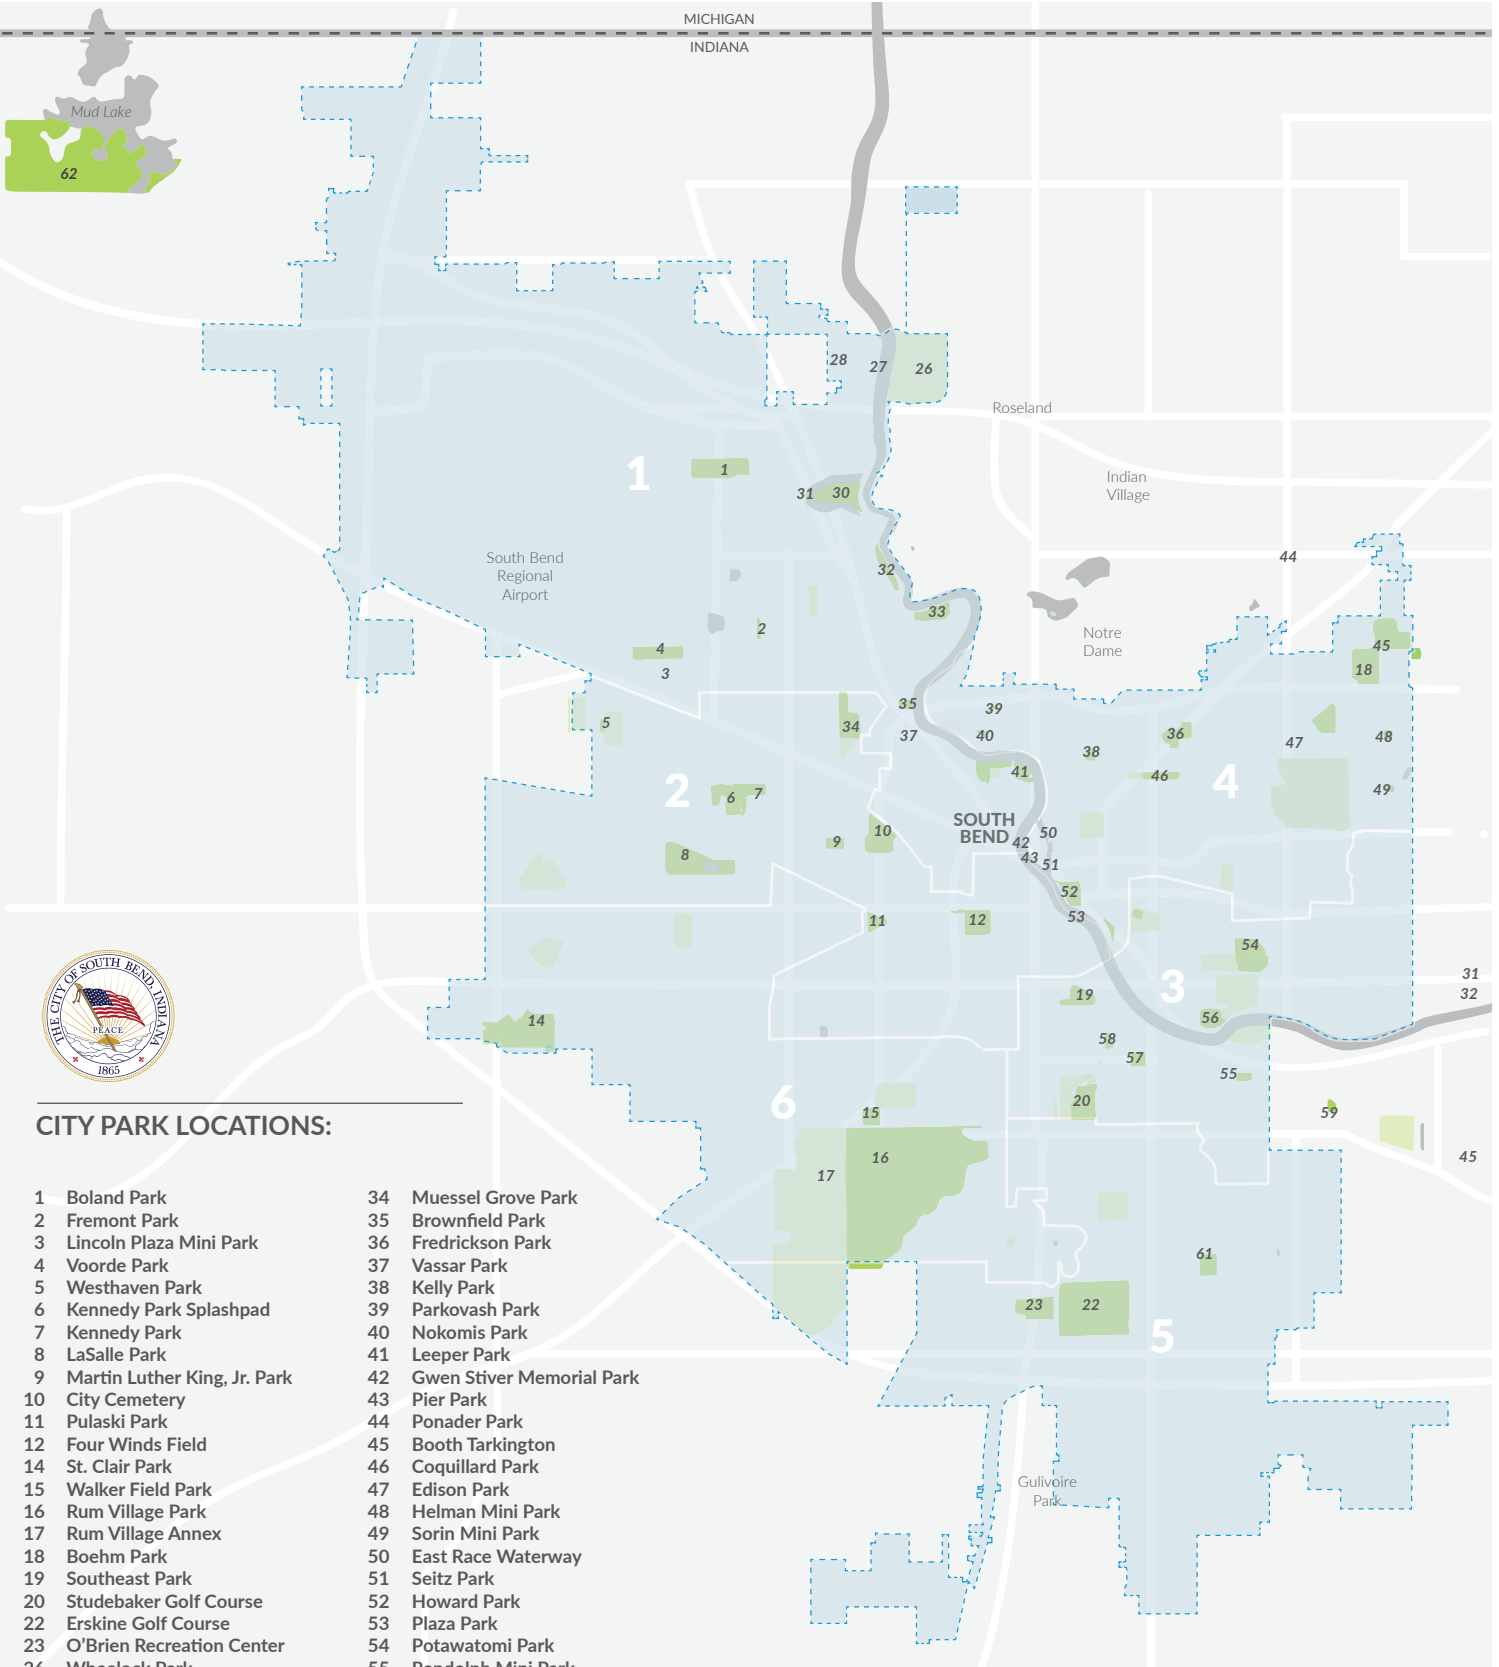 MICHIGAN
INDIANA
Mud Lake
62
28
27
26
Roseland
1
1
31
30
Indian
Village
South Bend
Regional
Airport
32
44
33
2
Notre
Dame
4
3
45
18
5
35
39
34
37
40
36
47
48
38
41
46
2
4
6
7
49
SOUTH
BEND
10
9
42
50
8
43
51
52
11
12
53
54
31
32
3
19
THE CITY OF SOUTH BEND, INDIANA
PEACE
1865
14
56
58
57
55
6
15
20
59
16
17
45
61
23
22
5
Gulivoire
Park
CITY PARK LOCATIONS:
1 Boland Park
2 Fremont Park
3 Lincoln Plaza Mini Park
4 Voorde Park
5 Westhaven Park
6 Kennedy Park Splashpad
7 Kennedy Park
8 LaSalle Park
9 Martin Luther King, Jr. Park
10 City Cemetery
11 Pulaski Park
12 Four Winds Field
14 St. Clair Park
15 Walker Field Park
16 Rum Village Park
17 Rum Village Annex
18 Boehm Park
19 Southeast Park
20 Studebaker Golf Course
22 Erskine Golf Course
23 O'Brien Recreation Center
26 Wheelock Park
34 Muessel Grove Park
35 Brownfield Park
36 Fredrickson Park
37 Vassar Park
38 Kelly Park
39 Parkovash Park
40 Nokomis Park
41 Leeper Park
42 Gwen Stiver Memorial Park
43 Pier Park
44 Ponader Park
45 Booth Tarkington
46 Coquillard Park
47 Edison Park
48 Helman Mini Park
49 Sorin Mini Park
50 East Race Waterway
51 Seitz Park
52 Howard Park
53 Plaza Park
54 Potawatomi Park
55 Randolph Mini Park